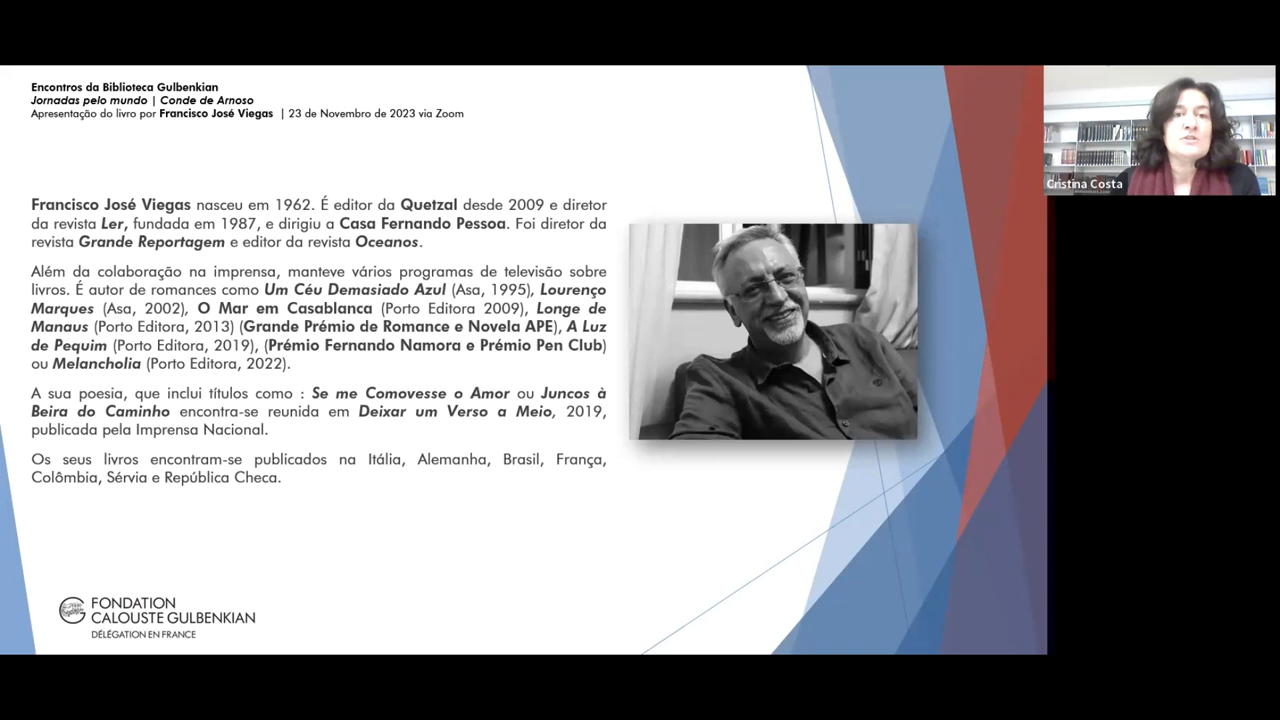 Encontros da Biblioteca Gulbenkian
Jornadas pelo mundo | Conde de Arnoso
Apresentação do livro por Francisco José Viegas | 23 de Novembro de 2023 via Zoom
Francisco José Viegas nasceu em 1962. É editor da Quetzal desde 2009 e diretor
da revista Ler, fundada em 1987, e dirigiu a Casa Fernando Pessoa. Foi diretor da
revista Grande Reportagem e editor da revista Oceanos.
Além da colaboração na imprensa, manteve vários programas de televisão sobre
livros. É autor de romances como Um Céu Demasiado Azul (Asa, 1995), Lourenço
Marques (Asa, 2002), O Mar em Casablanca (Porto Editora 2009), Longe de
Manaus (Porto Editora, 2013) (Grande Prémio de Romance e Novela APE), A Luz
de Pequim (Porto Editora, 2019), (Prémio Fernando Namora e Prémio Pen Club)
ou Melancholia (Porto Editora, 2022).
A sua poesia, que inclui títulos como : Se me Comovesse o Amor ou Juncos à
Beira do Caminho encontra-se reunida em Deixar um Verso a Meio, 2019,
publicada pela Imprensa Nacional.
Os seus livros encontram-se publicados na Itália, Alemanha, Brasil, França,
Colômbia, Sérvia e República Checa.
FONDATION
CALOUSTE GULBENKIAN
DÉLÉGATION EN FRANCE
Cristina Costa